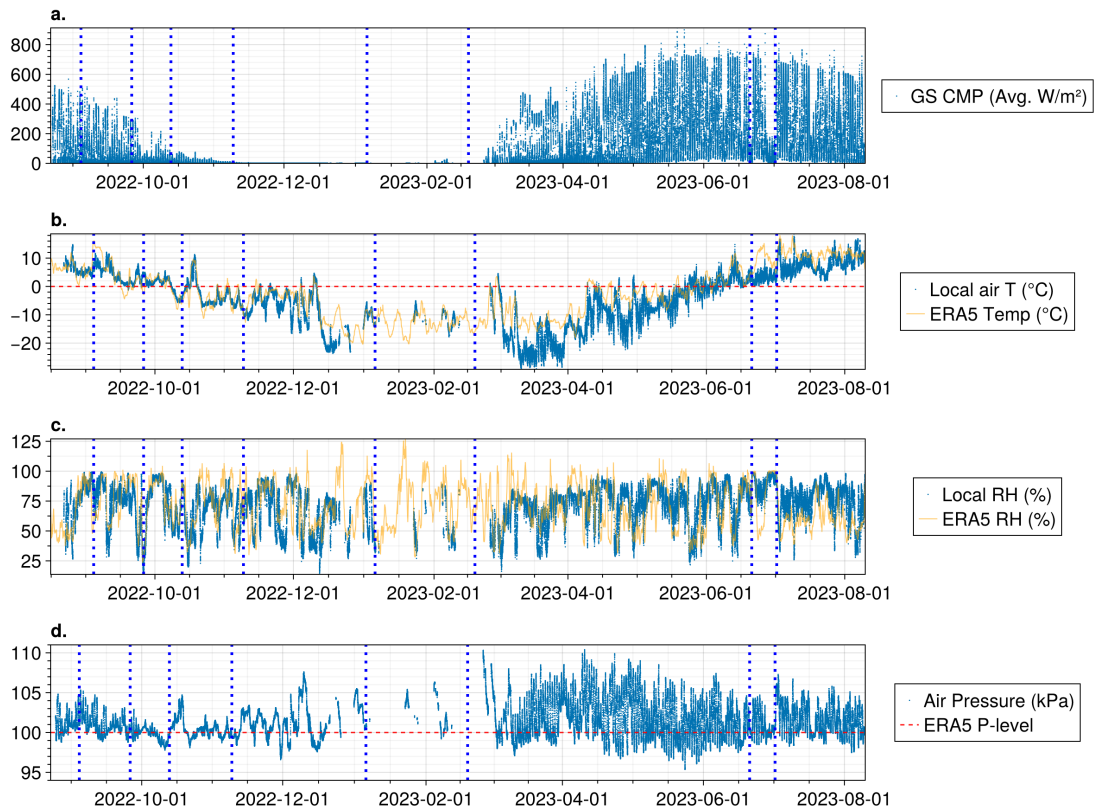 a.
800
600
400
200
0
2022-10-01 2022-12-01 2023-02-01 2023-04-01 2023-06-01 2023-08-01
GS CMP (Avg. W/m²)
b.
10
0
−10
−20
2022-10-01 2022-12-01 2023-02-01 2023-04-01 2023-06-01 2023-08-01
Local air T (°C)
ERA5 Temp (°C)
c.
125
100
75
50
25
2022-10-01 2022-12-01 2023-02-01 2023-04-01 2023-06-01 2023-08-01
Local RH (%)
ERA5 RH (%)
d.
110
105
100
95
2022-10-01 2022-12-01 2023-02-01 2023-04-01 2023-06-01 2023-08-01
Air Pressure (kPa)
ERA5 P-level